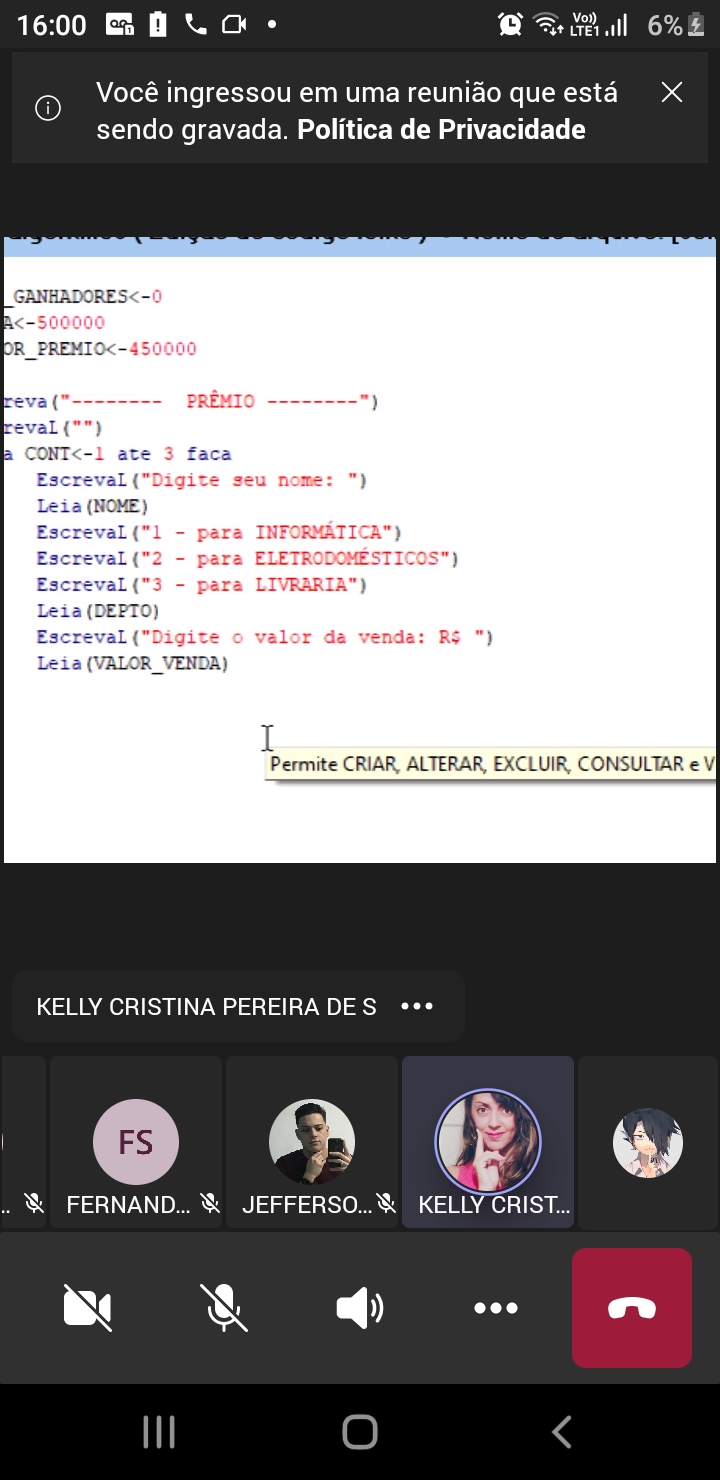 16:00
Vo))
LTE1
6%
Você ingressou em uma reunião que está
sendo gravada. Política de Privacidade
_GANHADORES<-0
A<-500000
OR_PREMIO<-450000
reva("-------- PRÊMIO --------")
revaL("")
a CONT<-1 ate 3 faca
EscrevaL("Digite seu nome: ")
Leia(NOME)
EscrevaL("1 - para INFORMÁTICA")
EscrevaL("2 - para ELETRODOMÉSTICOS")
EscrevaL("3 - para LIVRARIA")
Leia(DEPTO)
EscrevaL("Digite o valor da venda: R$ ")
Leia(VALOR_VENDA)
Permite CRIAR, ALTERAR, EXCLUIR, CONSULTAR e V
KELLY CRISTINA PEREIRA DE S
FS
..
FERNAND...
JEFFERSO...
KELLY CRIST...